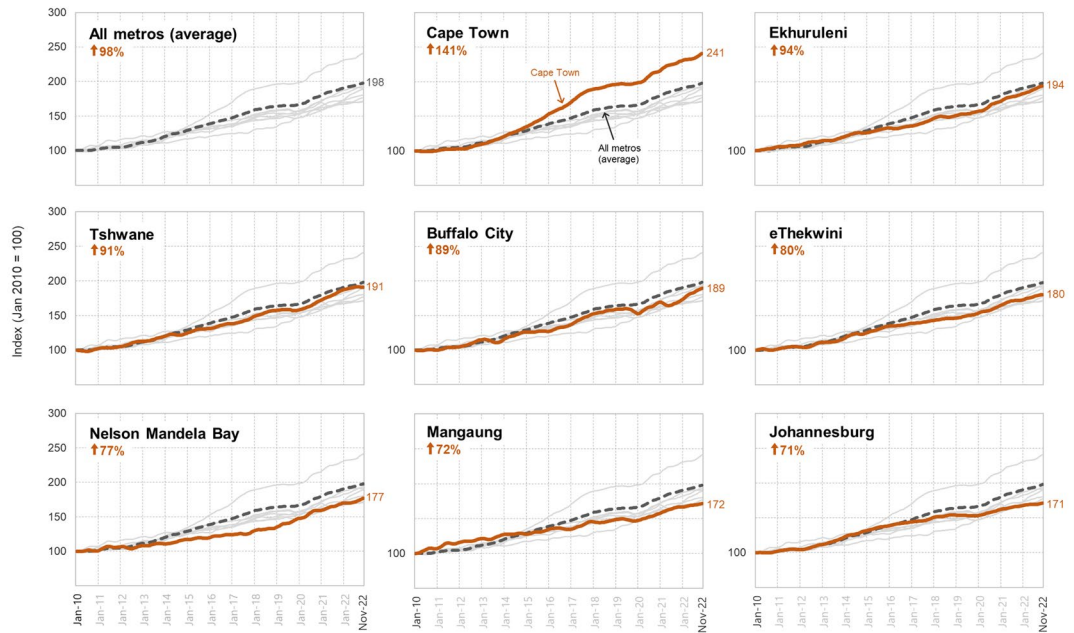 All metros (average)
↑98%
300
250
200
150
100
198
Cape Town
↑141%
Cape Town
All metros
(average)
100
241
Ekhuruleni
↑94%
100
194
Index (Jan 2010 = 100)
Tshwane
↑91%
300
250
200
150
100
191
Buffalo City
↑89%
100
189
eThekwini
↑80%
100
180
Nelson Mandela Bay
↑77%
300
250
200
150
100
177
Mangaung
↑72%
100
172
Johannesburg
↑71%
100
171
Jan-10
Jan-11
Jan-12
Jan-13
Jan-14
Jan-15
Jan-16
Jan-17
Jan-18
Jan-19
Jan-20
Jan-21
Jan-22
Nov-22
Jan-10
Jan-11
Jan-12
Jan-13
Jan-14
Jan-15
Jan-16
Jan-17
Jan-18
Jan-19
Jan-20
Jan-21
Jan-22
Nov-22
Jan-10
Jan-11
Jan-12
Jan-13
Jan-14
Jan-15
Jan-16
Jan-17
Jan-18
Jan-19
Jan-20
Jan-21
Jan-22
Nov-22